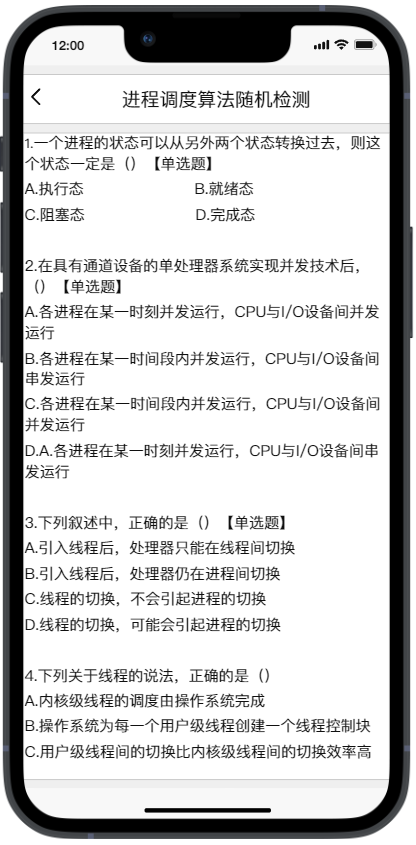 12:00
进程调度算法随机检测
1.一个进程的状态可以从另外两个状态转换过去，则这
个状态一定是（）【单选题】
A.执行态 B.就绪态
C.阻塞态 D.完成态
2.在具有通道设备的单处理器系统实现并发技术后，
（）【单选题】
A.各进程在某一时刻并发运行，CPU与I/O设备间并发
运行
B.各进程在某一时间段内并发运行，CPU与I/O设备间
串发运行
C.各进程在某一时间段内并发运行，CPU与I/O设备间
并发运行
D.A.各进程在某一时刻并发运行，CPU与I/O设备间串
发运行
3.下列叙述中，正确的是（）【单选题】
A.引入线程后，处理器只能在线程间切换
B.引入线程后，处理器仍在进程间切换
C.线程的切换，不会引起进程的切换
D.线程的切换，可能会引起进程的切换
4.下列关于线程的说法，正确的是（）
A.内核级线程的调度由操作系统完成
B.操作系统为每一个用户级线程创建一个线程控制块
C.用户级线程间的切换比内核级线程间的切换效率高